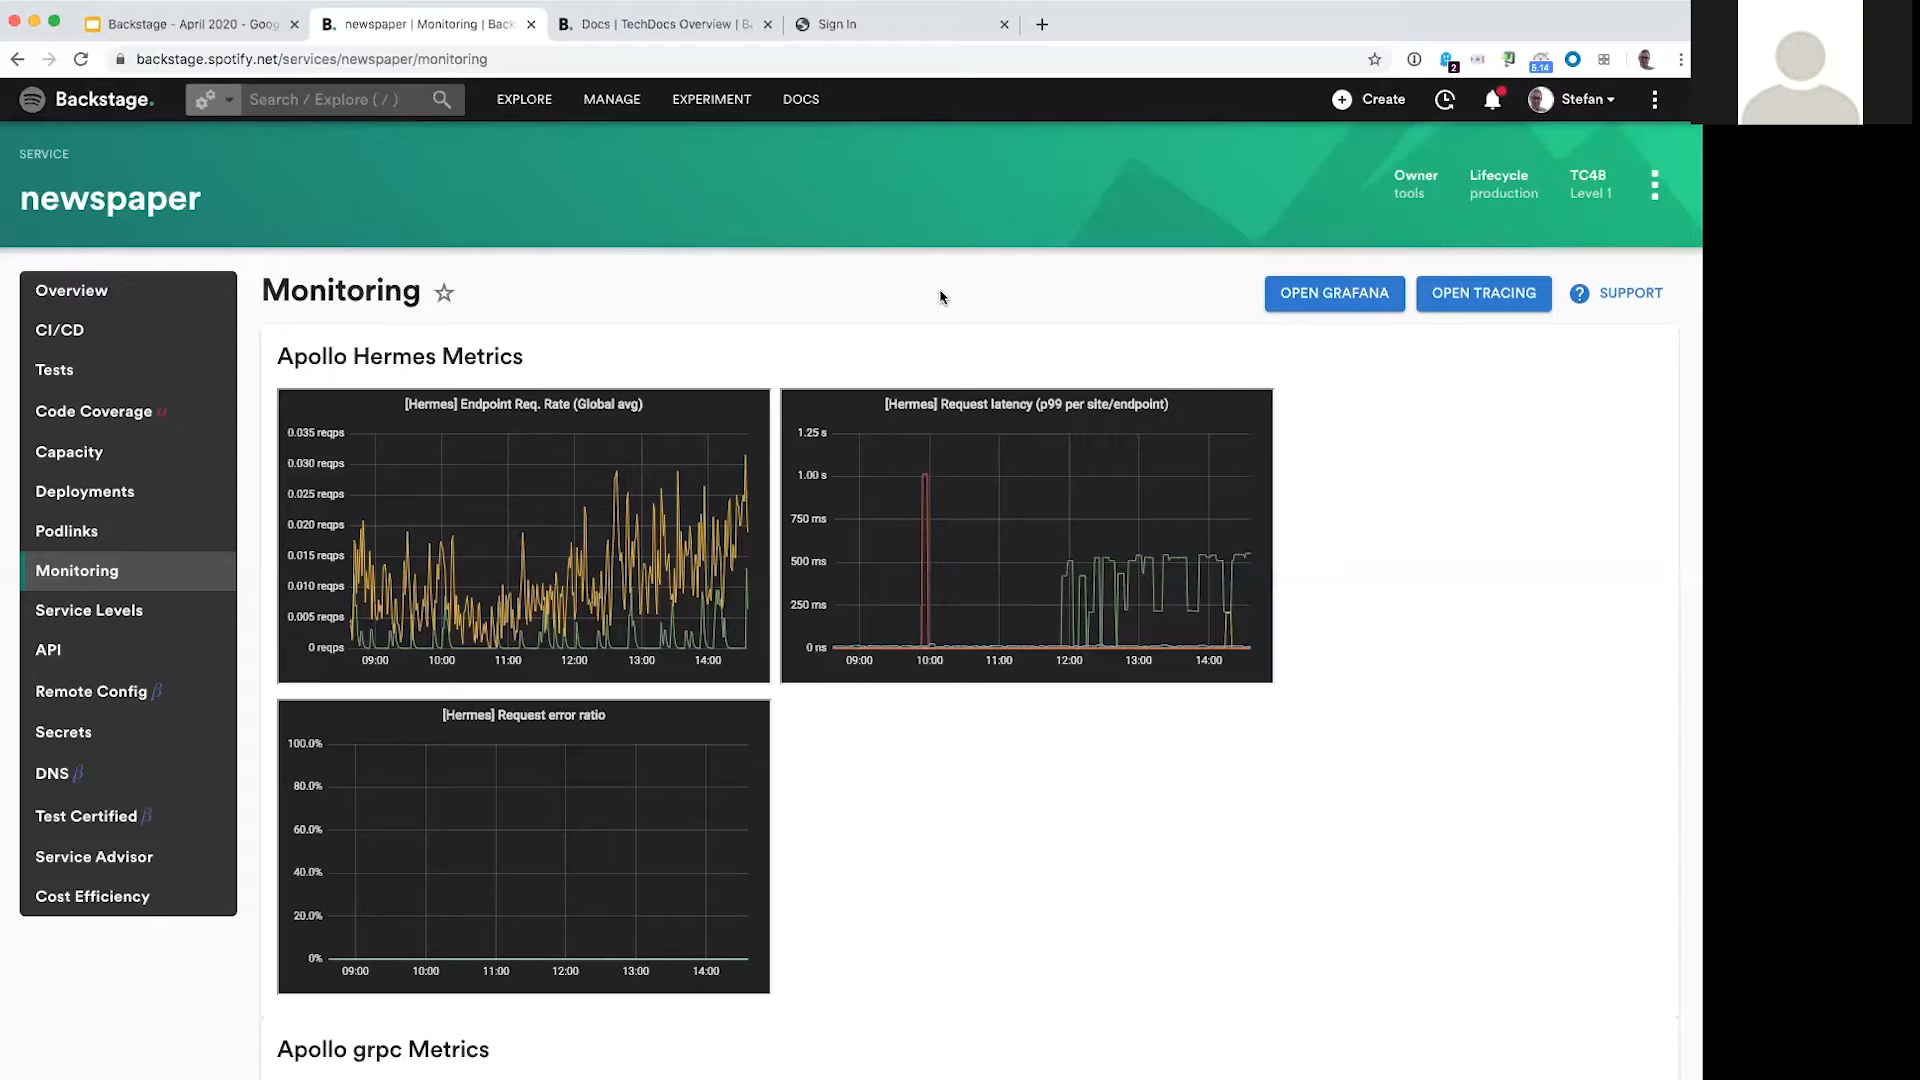 Backstage - April 2020 - Goog
B. newspaper | Monitoring | Back
B. Docs | TechDocs Overview | B
Sign In
backstage.spotify.net/services/newspaper/monitoring
2
6.14
Backstage.
Search / Explore ( / )
EXPLORE
MANAGE
EXPERIMENT
DOCS
Create
Stefan
SERVICE
newspaper
Owner
tools
Lifecycle
production
TC4B
Level 1
Overview
CI/CD
Tests
Code Coverage α
Capacity
Deployments
Podlinks
Monitoring
Service Levels
API
Remote Config β
Secrets
DNS β
Test Certified β
Service Advisor
Cost Efficiency
Monitoring
OPEN GRAFANA
OPEN TRACING
? SUPPORT
Apollo Hermes Metrics
[Hermes] Endpoint Req. Rate (Global avg)
0.035 reqps
0.030 reqps
0.025 reqps
0.020 reqps
0.015 reqps
0.010 reqps
0.005 reqps
0 reqps
09:00 10:00 11:00 12:00 13:00 14:00
[Hermes] Request latency (p99 per site/endpoint)
1.25 s
1.00 s
750 ms
500 ms
250 ms
0 ns
09:00 10:00 11:00 12:00 13:00 14:00
[Hermes] Request error ratio
100.0%
80.0%
60.0%
40.0%
20.0%
0%
09:00 10:00 11:00 12:00 13:00 14:00
Apollo grpc Metrics